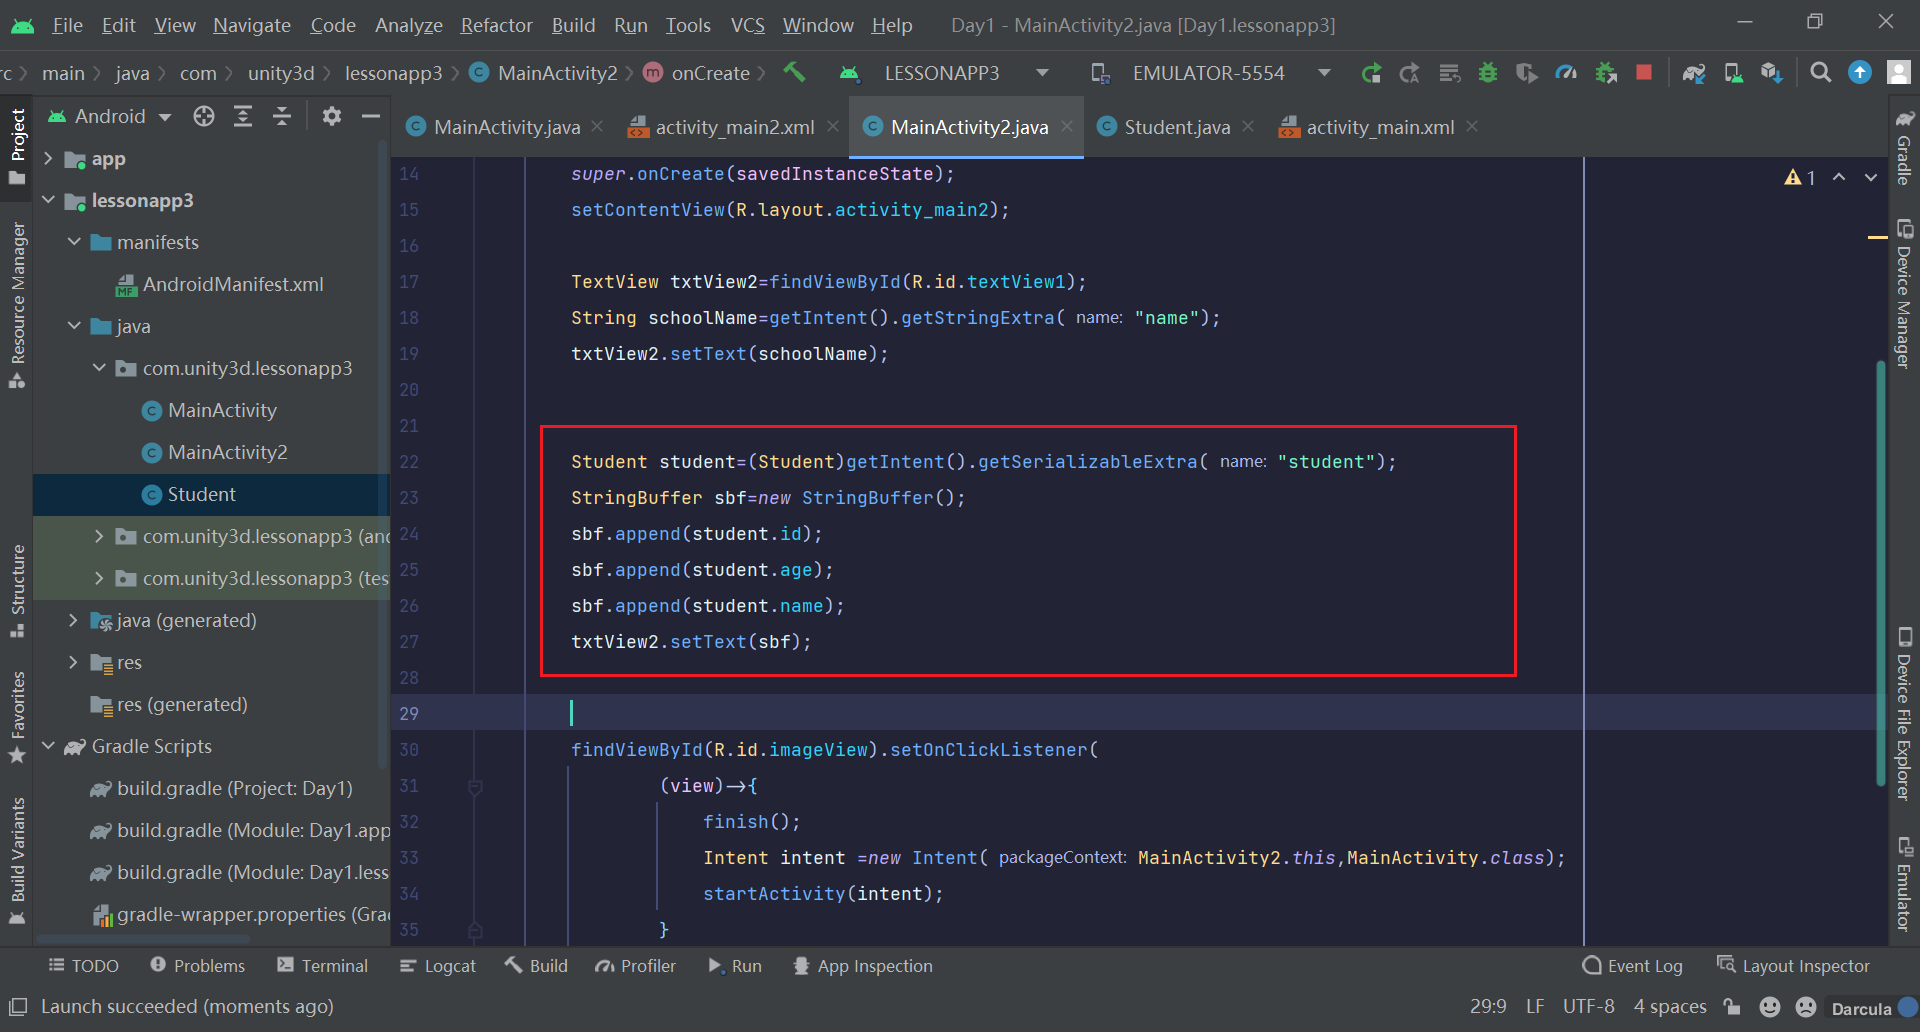 File Edit View Navigate Code Analyze Refactor Build Run Tools VCS Window Help Day1 - MainActivity2.java [Day1.lessonapp3]
rc main java com unity3d lessonapp3 MainActivity2 onCreate LESSONAPP3 EMULATOR-5554
Android
MainActivity.java activity_main2.xml MainActivity2.java Student.java activity_main.xml
Project
Resource Manager
Structure
Favorites
Build Variants
app
lessonapp3
manifests
AndroidManifest.xml
java
com.unity3d.lessonapp3
MainActivity
MainActivity2
Student
com.unity3d.lessonapp3 (and
com.unity3d.lessonapp3 (tes
java (generated)
res
res (generated)
Gradle Scripts
build.gradle (Project: Day1)
build.gradle (Module: Day1.app
build.gradle (Module: Day1.less
gradle-wrapper.properties (Gra
1
14 super.onCreate(savedInstanceState);
15 setContentView(R.layout.activity_main2);
16
17 TextView txtView2=findViewById(R.id.textView1);
18 String schoolName=getIntent().getStringExtra( name: "name");
19 txtView2.setText(schoolName);
20
21
22 Student student=(Student)getIntent().getSerializableExtra( name: "student");
23 StringBuffer sbf=new StringBuffer();
24 sbf.append(student.id);
25 sbf.append(student.age);
26 sbf.append(student.name);
27 txtView2.setText(sbf);
28
29
30 findViewById(R.id.imageView).setOnClickListener(
31 (view)->{
32 finish();
33 Intent intent =new Intent( packageContext: MainActivity2.this,MainActivity.class);
34 startActivity(intent);
35 }
Gradle
Device Manager
Device File Explorer
Emulator
TODO Problems Terminal Logcat Build Profiler Run App Inspection Event Log Layout Inspector
Launch succeeded (moments ago) 29:9 LF UTF-8 4 spaces Darcula